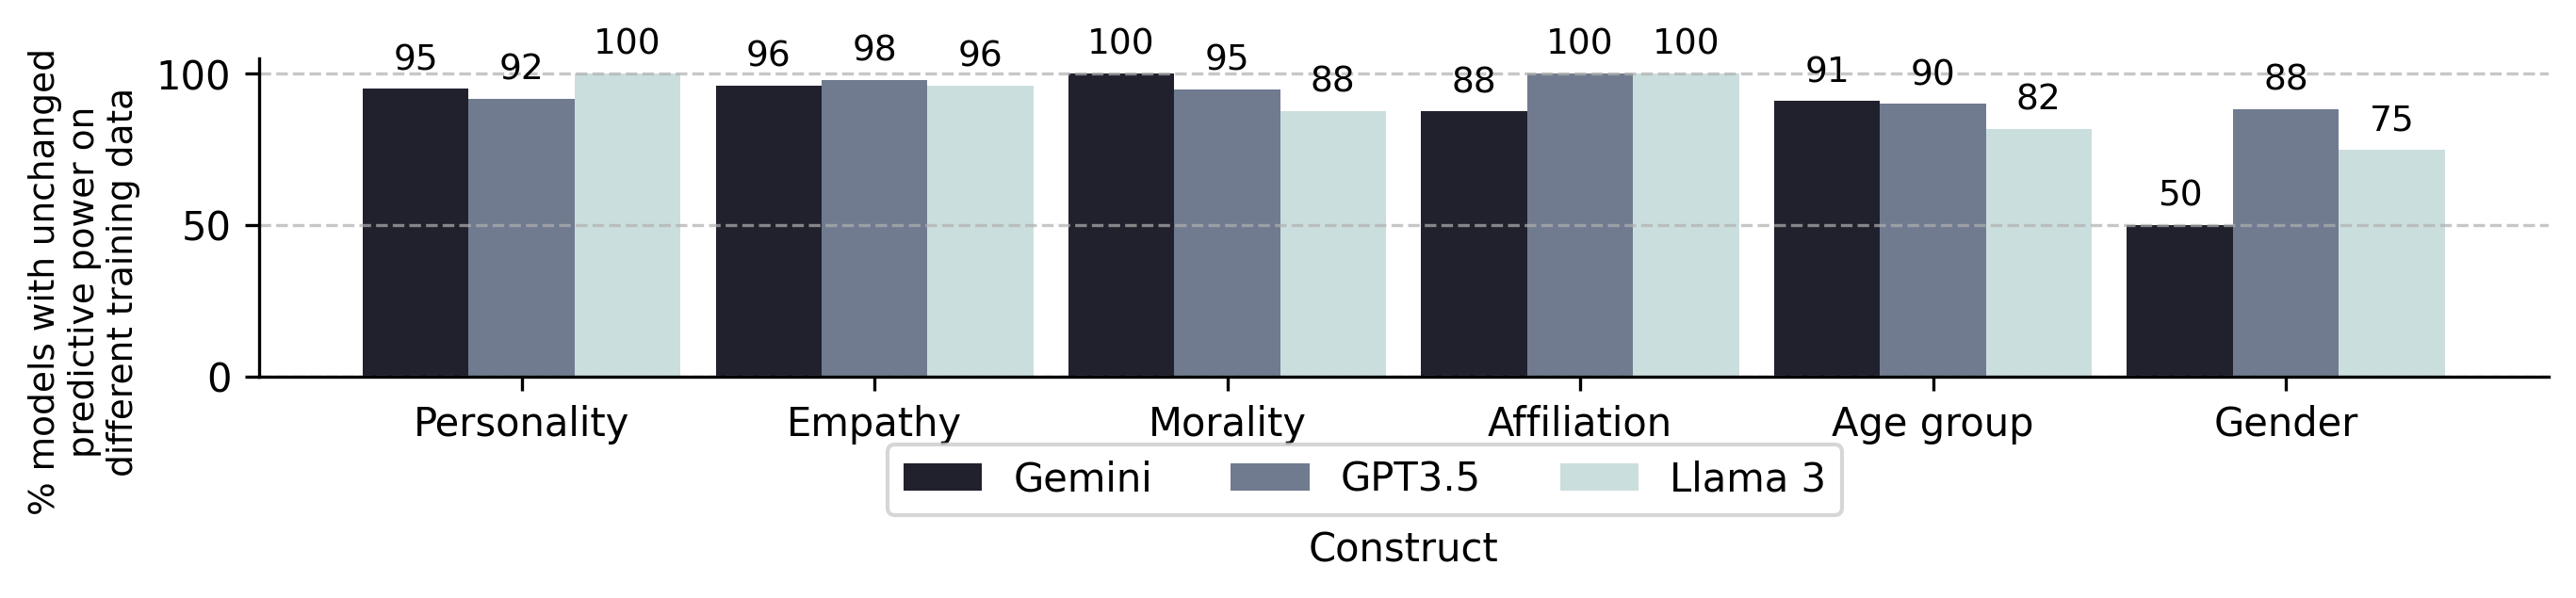 % models with unchanged
predictive power on
different training data
100
50
0
95
92
100
96
98
96
100
95
88
88
100
100
91
90
82
50
88
75
Personality
Empathy
Morality
Affiliation
Age group
Gender
Gemini
GPT3.5
Llama 3
Construct